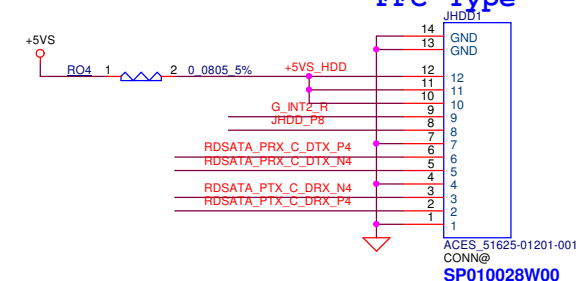 FFC Type
JHDD1
+5VS
14 GND
13 GND
RO4 1 2 0_0805_5% +5VS_HDD 12 12
11 11
10 10
G_INT2_R 9 9
JHDD_P8 8 8
7 7
RDSATA_PRX_C_DTX_P4 6 6
RDSATA_PRX_C_DTX_N4 5 5
4 4
RDSATA_PTX_C_DRX_N4 3 3
RDSATA_PTX_C_DRX_P4 2 2
1 1
ACES_51625-01201-001
CONN@
SP010028W00